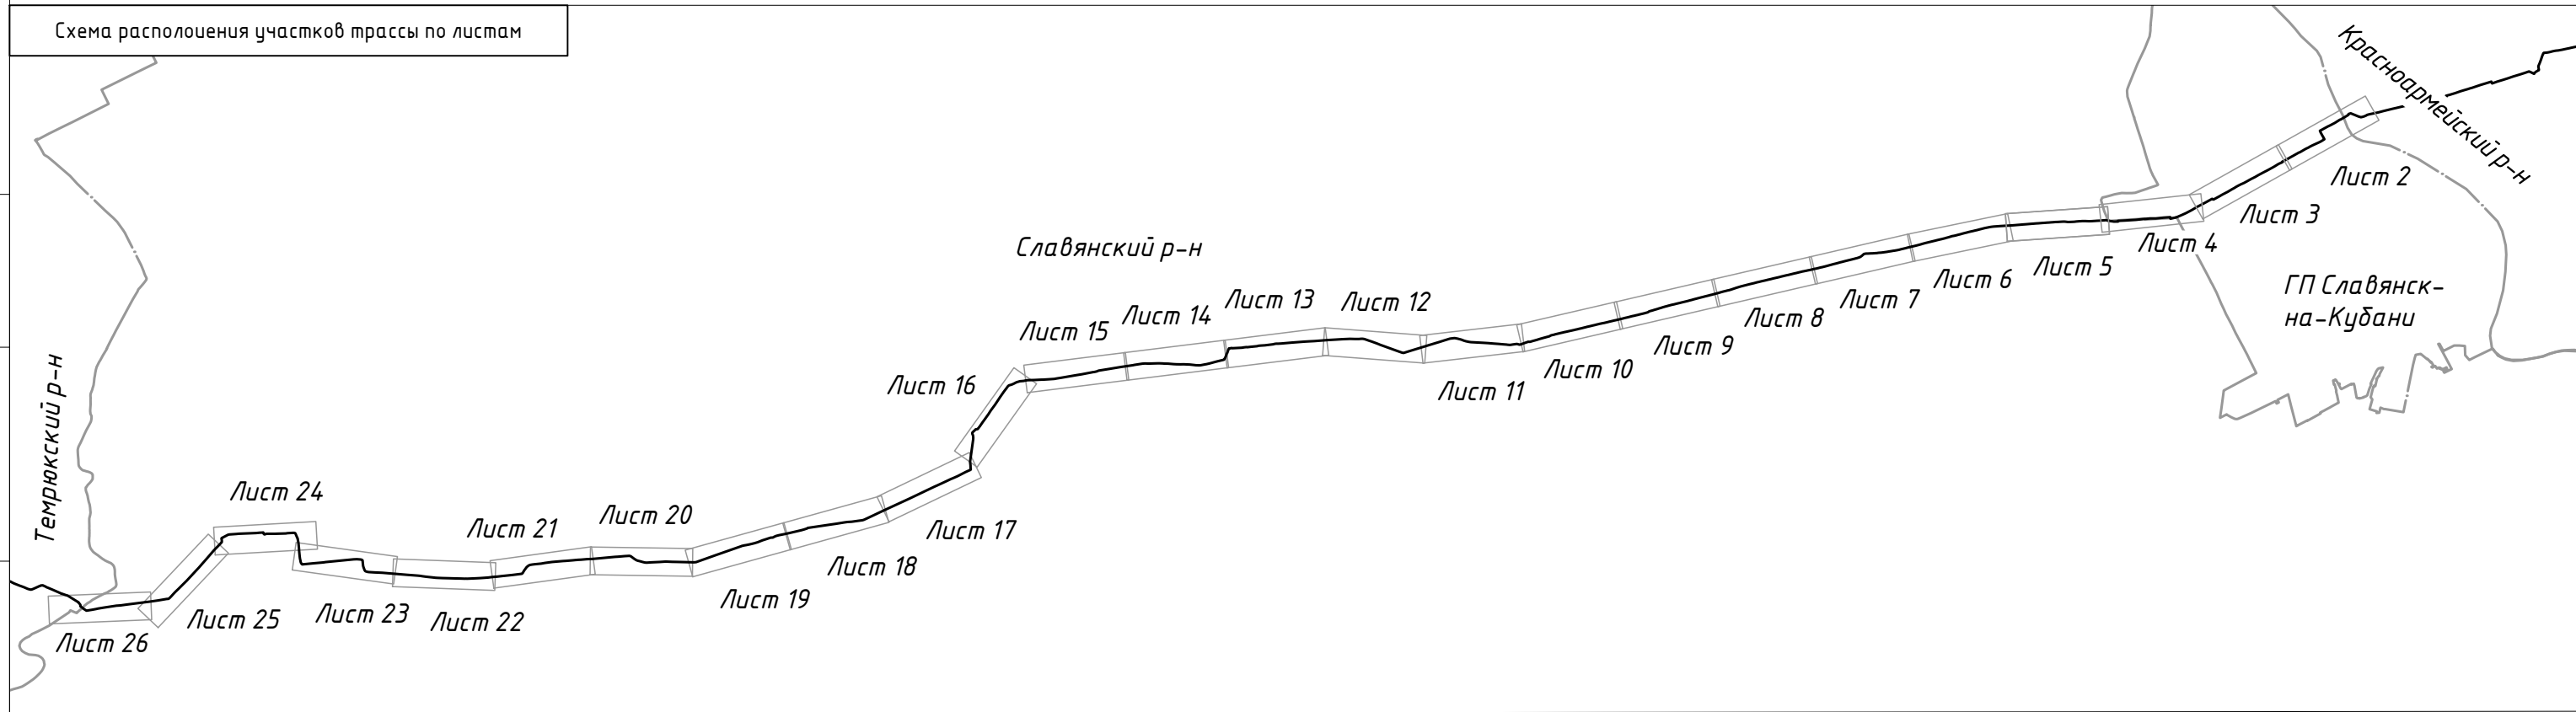 Схема расположения участков трассы по листам
Красноармейский р-н
Лист 2
Лист 3
Лист 4
Славянский р-н
Лист 5
Лист 6
ГП Славянск-
на-Кубани
Лист 7
Лист 8
Лист 9
Лист 10
Лист 11
Лист 12
Лист 13
Лист 14
Лист 15
Лист 16
Темрюкский р-н
Лист 17
Лист 18
Лист 19
Лист 20
Лист 21
Лист 22
Лист 23
Лист 24
Лист 25
Лист 26